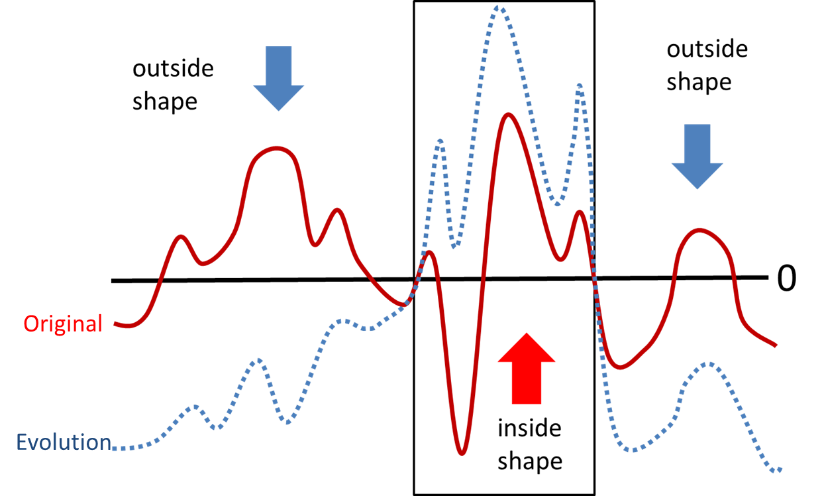 outside
shape
outside
shape
0
Original
Evolution
inside
shape